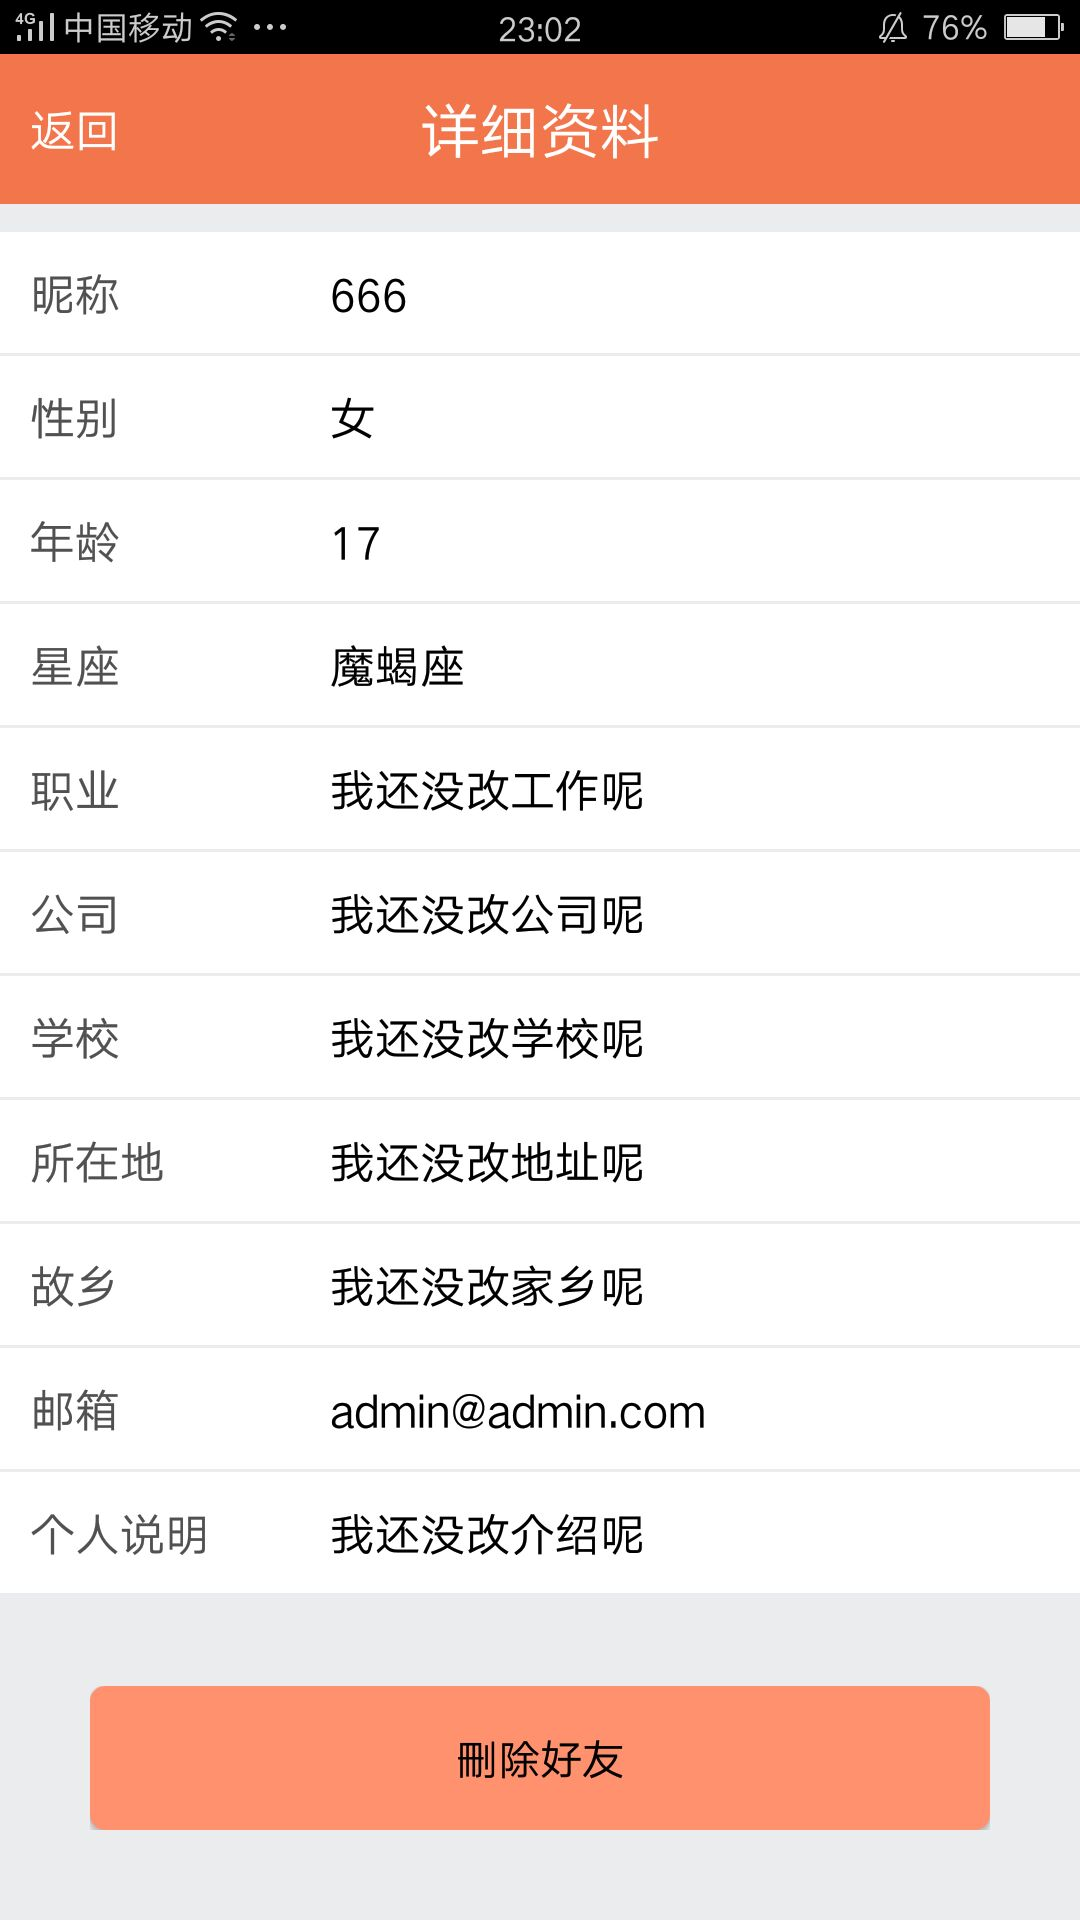 4G 中国移动 23:02 76%
返回 详细资料
昵称 666
性别 女
年龄 17
星座 魔蝎座
职业 我还没改工作呢
公司 我还没改公司呢
学校 我还没改学校呢
所在地 我还没改地址呢
故乡 我还没改家乡呢
邮箱 admin@admin.com
个人说明 我还没改介绍呢
刪除好友